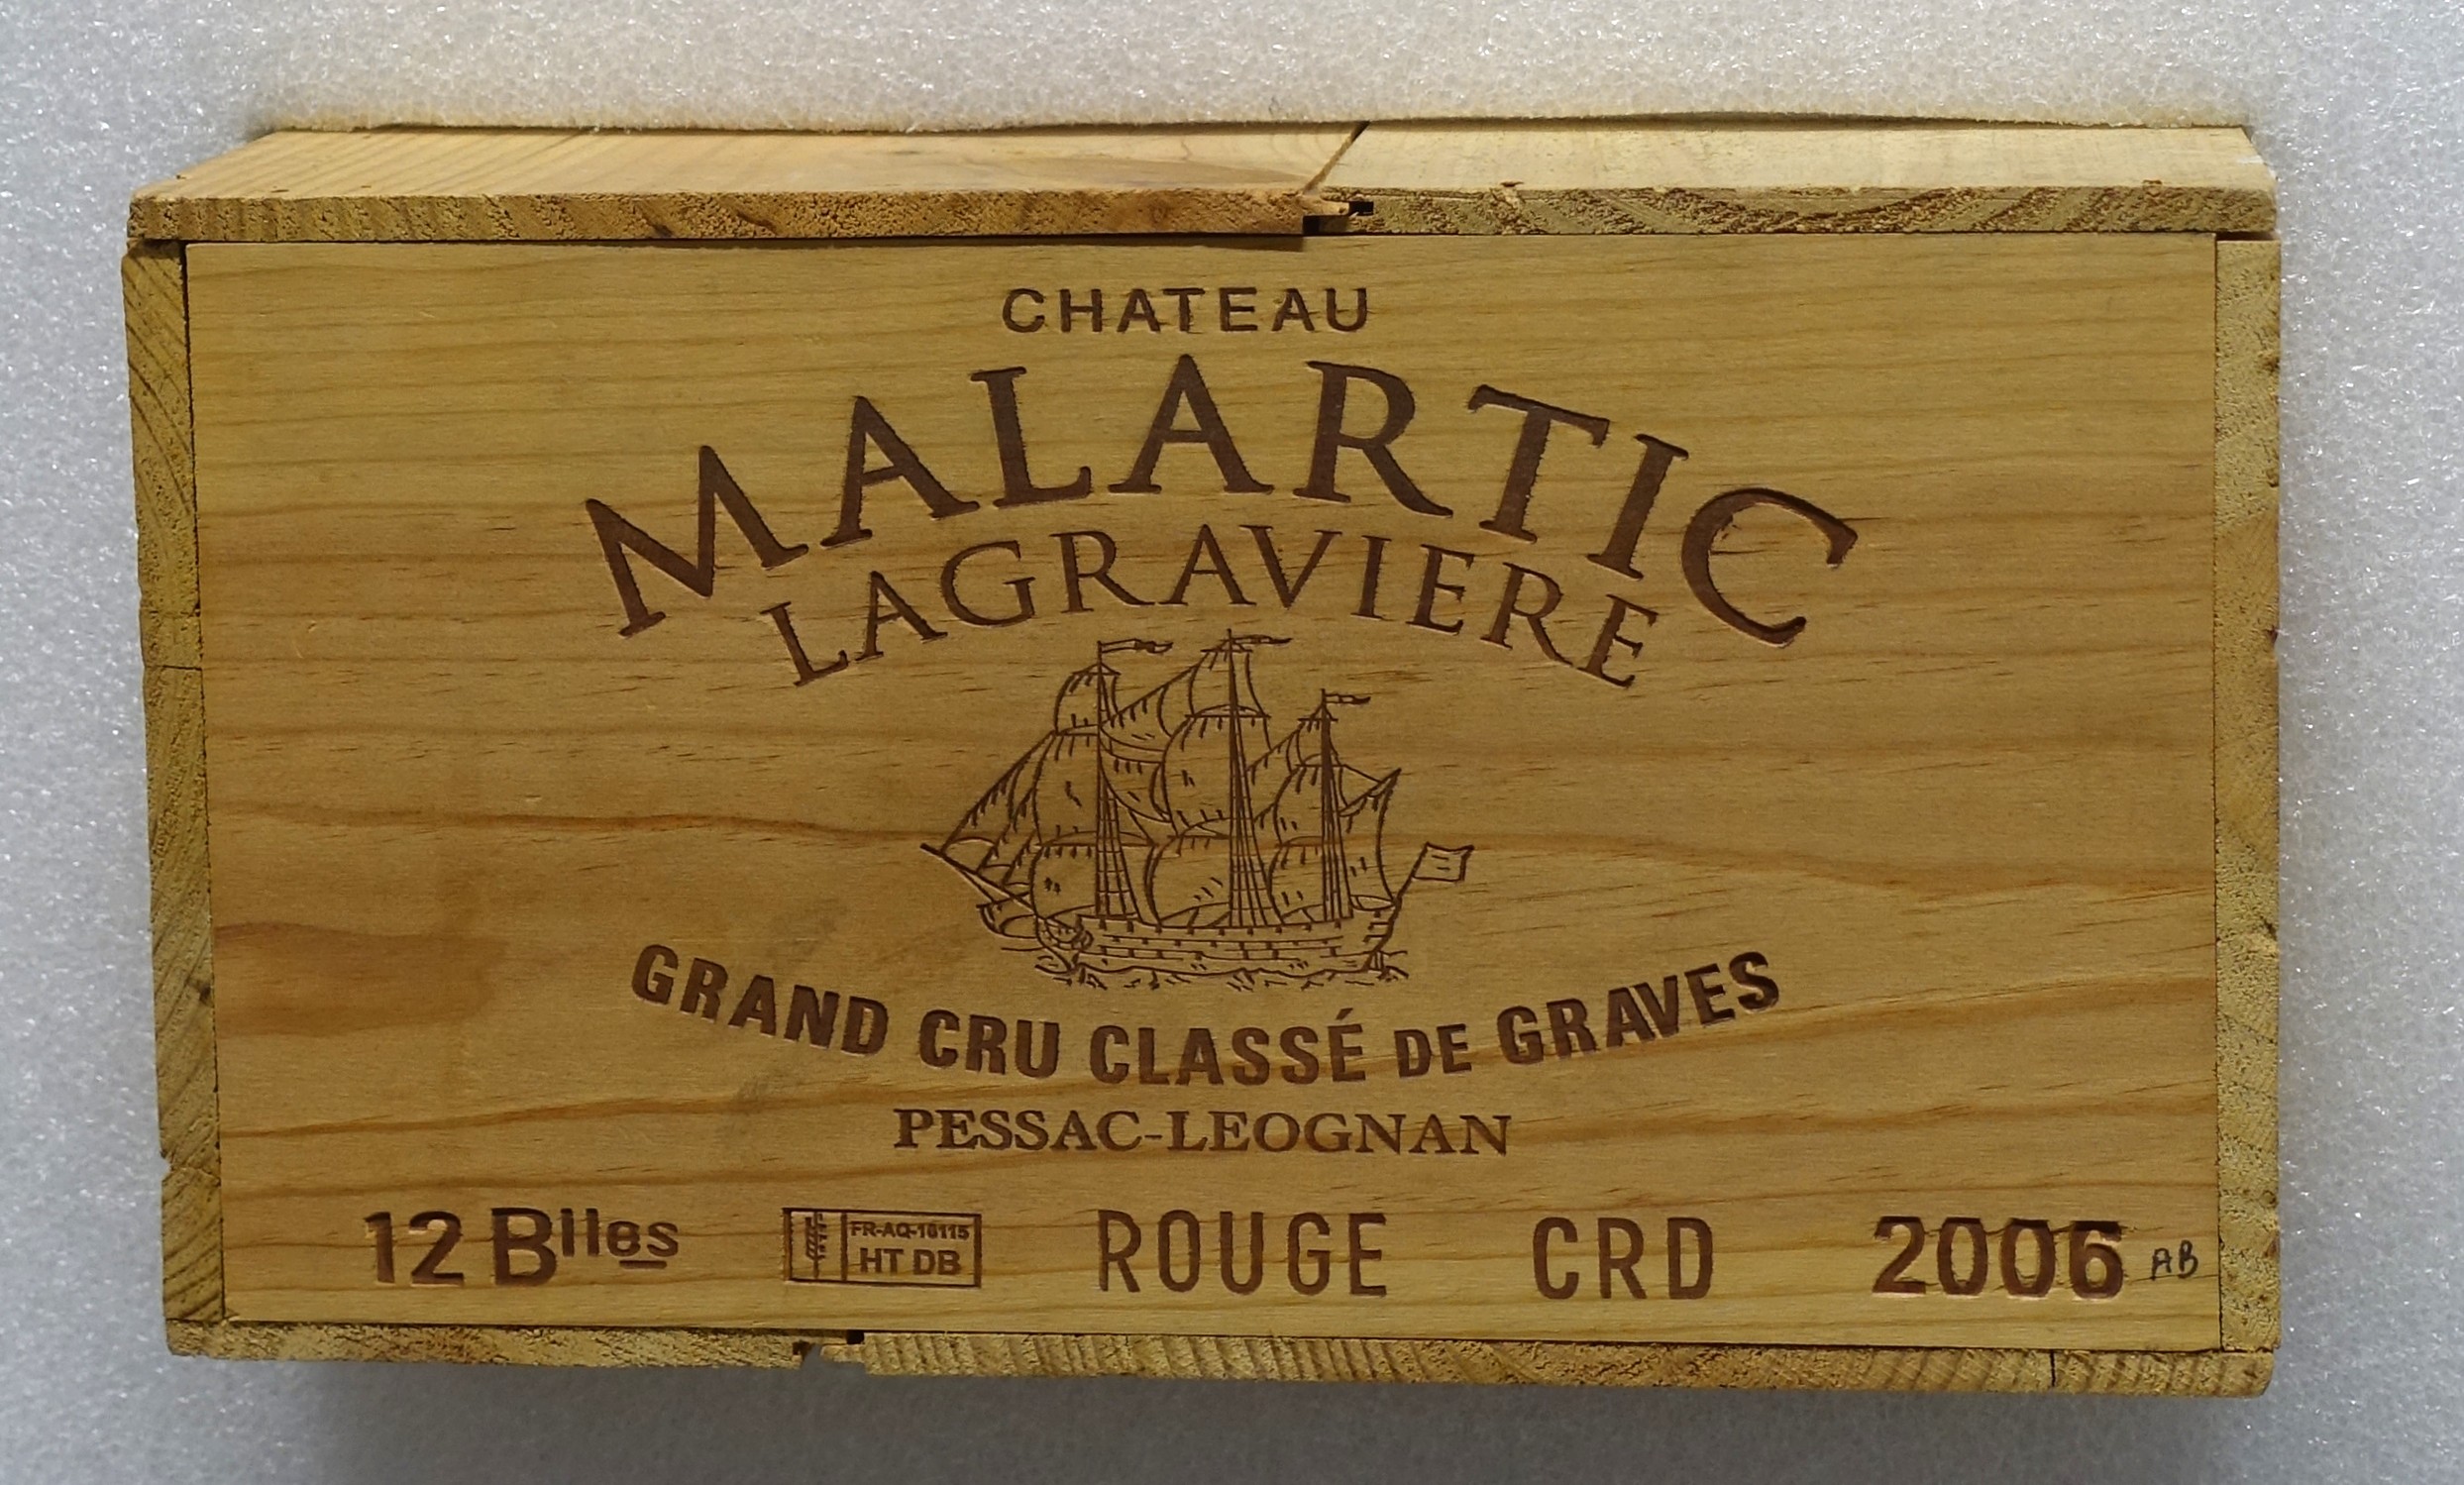 CHATEAU
MALARTIC
LAGRAVIERE
GRAND CRU CLASSÉ DE GRAVES
PESSAC-LEOGNAN
12 Blles
FR-AQ-16115
HT DB
ROUGE CRD 2006 AB